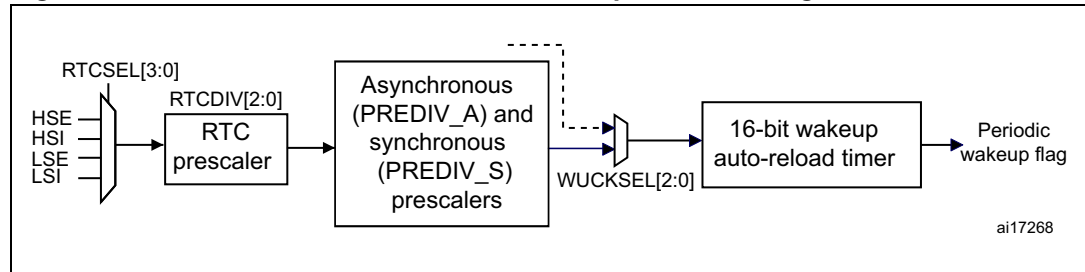 RTCSEL[3:0]
HSE
HSI
LSE
LSI
RTCDIV[2:0]
RTC
prescaler
Asynchronous
(PREDIV_A) and
synchronous
(PREDIV_S)
prescalers
WUCKSEL[2:0]
16-bit wakeup
auto-reload timer
Periodic
wakeup flag
ai17268